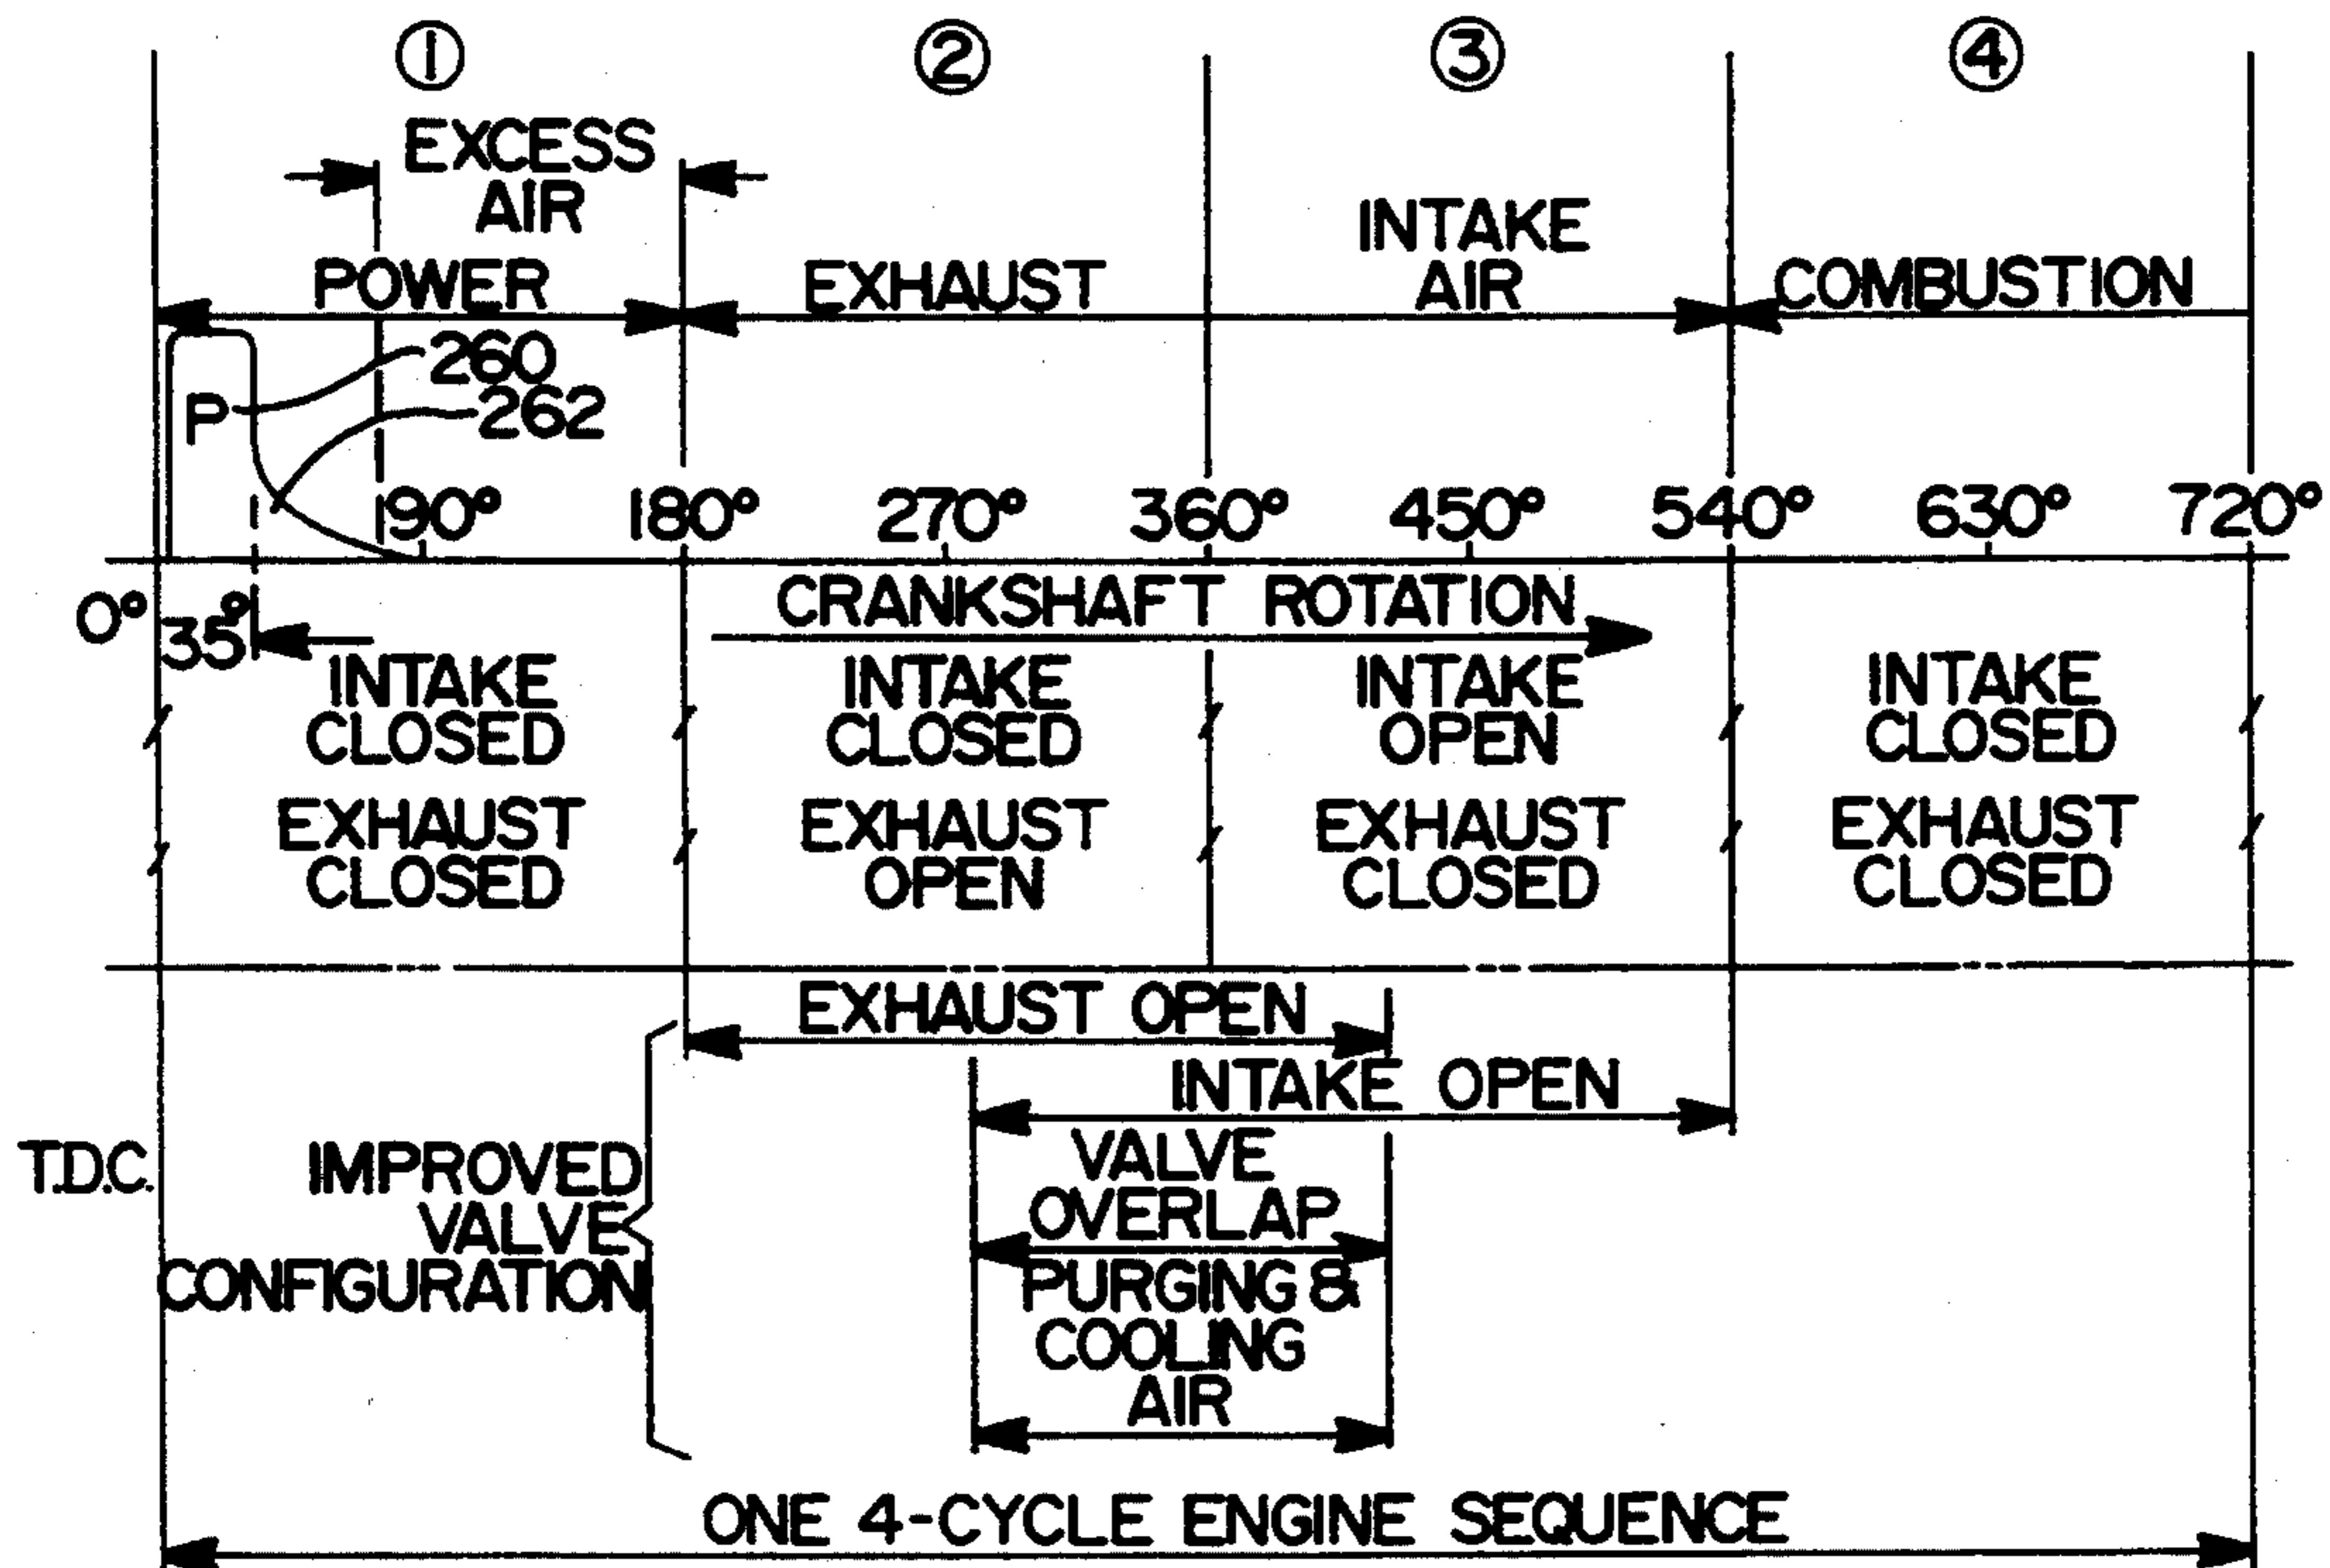 ① ② ③ ④
EXCESS
AIR
POWER
EXHAUST
INTAKE
AIR
COMBUSTION
260
P
262
90° 180° 270° 360° 450° 540° 630° 720°
0°
35°
CRANKSHAFT ROTATION
INTAKE
CLOSED
INTAKE
CLOSED
INTAKE
OPEN
INTAKE
CLOSED
EXHAUST
CLOSED
EXHAUST
OPEN
EXHAUST
CLOSED
EXHAUST
CLOSED
EXHAUST OPEN
INTAKE OPEN
T.D.C.
IMPROVED
VALVE
CONFIGURATION
VALVE
OVERLAP
PURGING &
COOLING
AIR
ONE 4-CYCLE ENGINE SEQUENCE